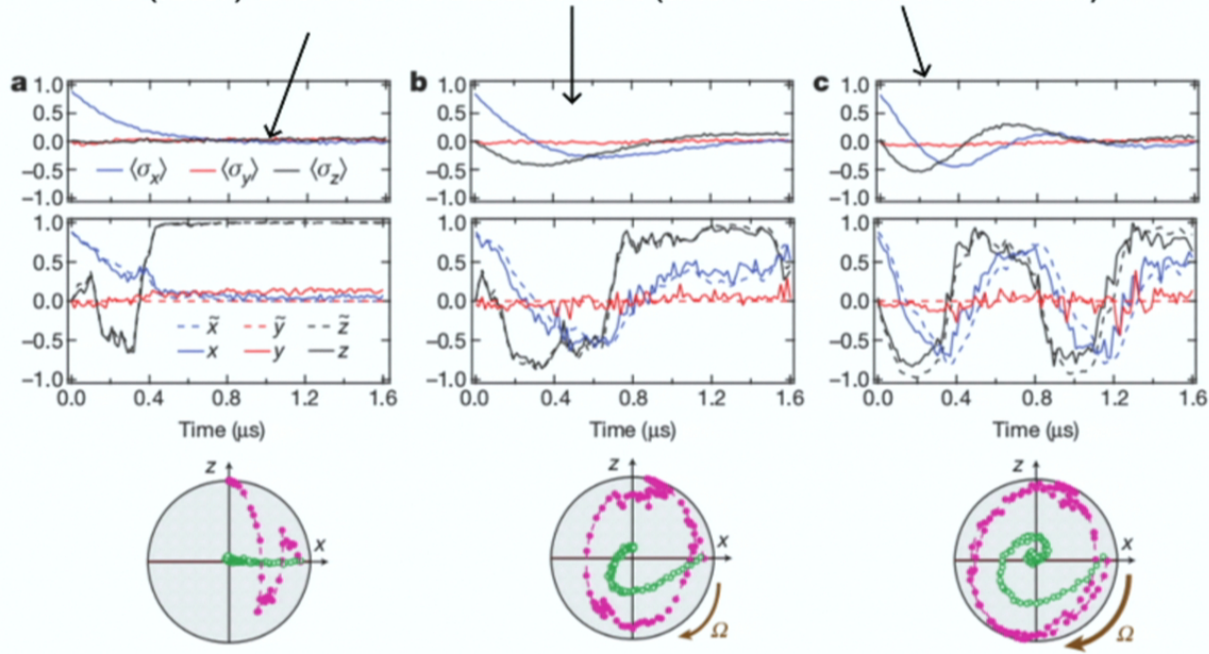 a b c
1.0 1.0 1.0
0.5 0.5 0.5
0.0 0.0 0.0
−0.5 ⟨σx⟩ ⟨σy⟩ ⟨σz⟩ −0.5 −0.5
−1.0 −1.0 −1.0
1.0 1.0 1.0
0.5 0.5 0.5
0.0 0.0 0.0
x̃ ỹ z̃
−0.5 x y z −0.5 −0.5
−1.0 −1.0 −1.0
0.0 0.4 0.8 1.2 1.6 0.0 0.4 0.8 1.2 1.6 0.0 0.4 0.8 1.2 1.6
Time (μs) Time (μs) Time (μs)
z z z
x x x
Ω Ω